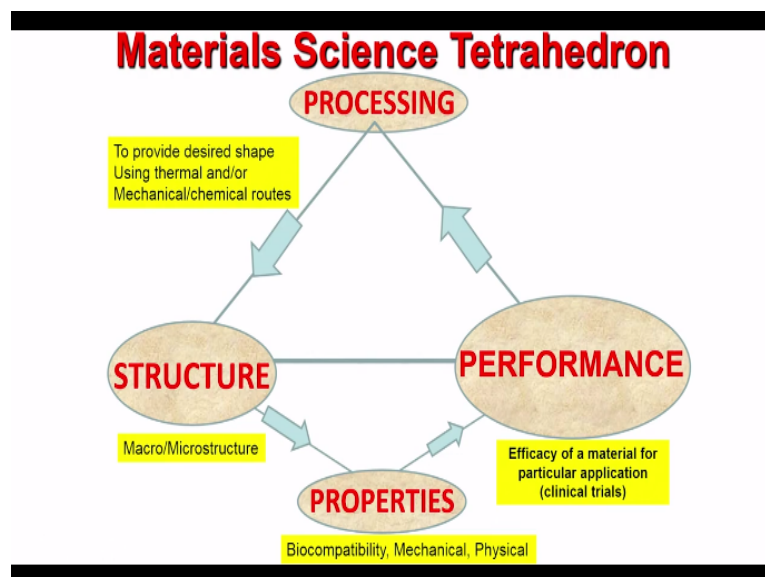 Materials Science Tetrahedron
PROCESSING
To provide desired shape
Using thermal and/or
Mechanical/chemical routes
STRUCTURE
PERFORMANCE
Macro/Microstructure
Efficacy of a material for
particular application
(clinical trials)
PROPERTIES
Biocompatibility, Mechanical, Physical